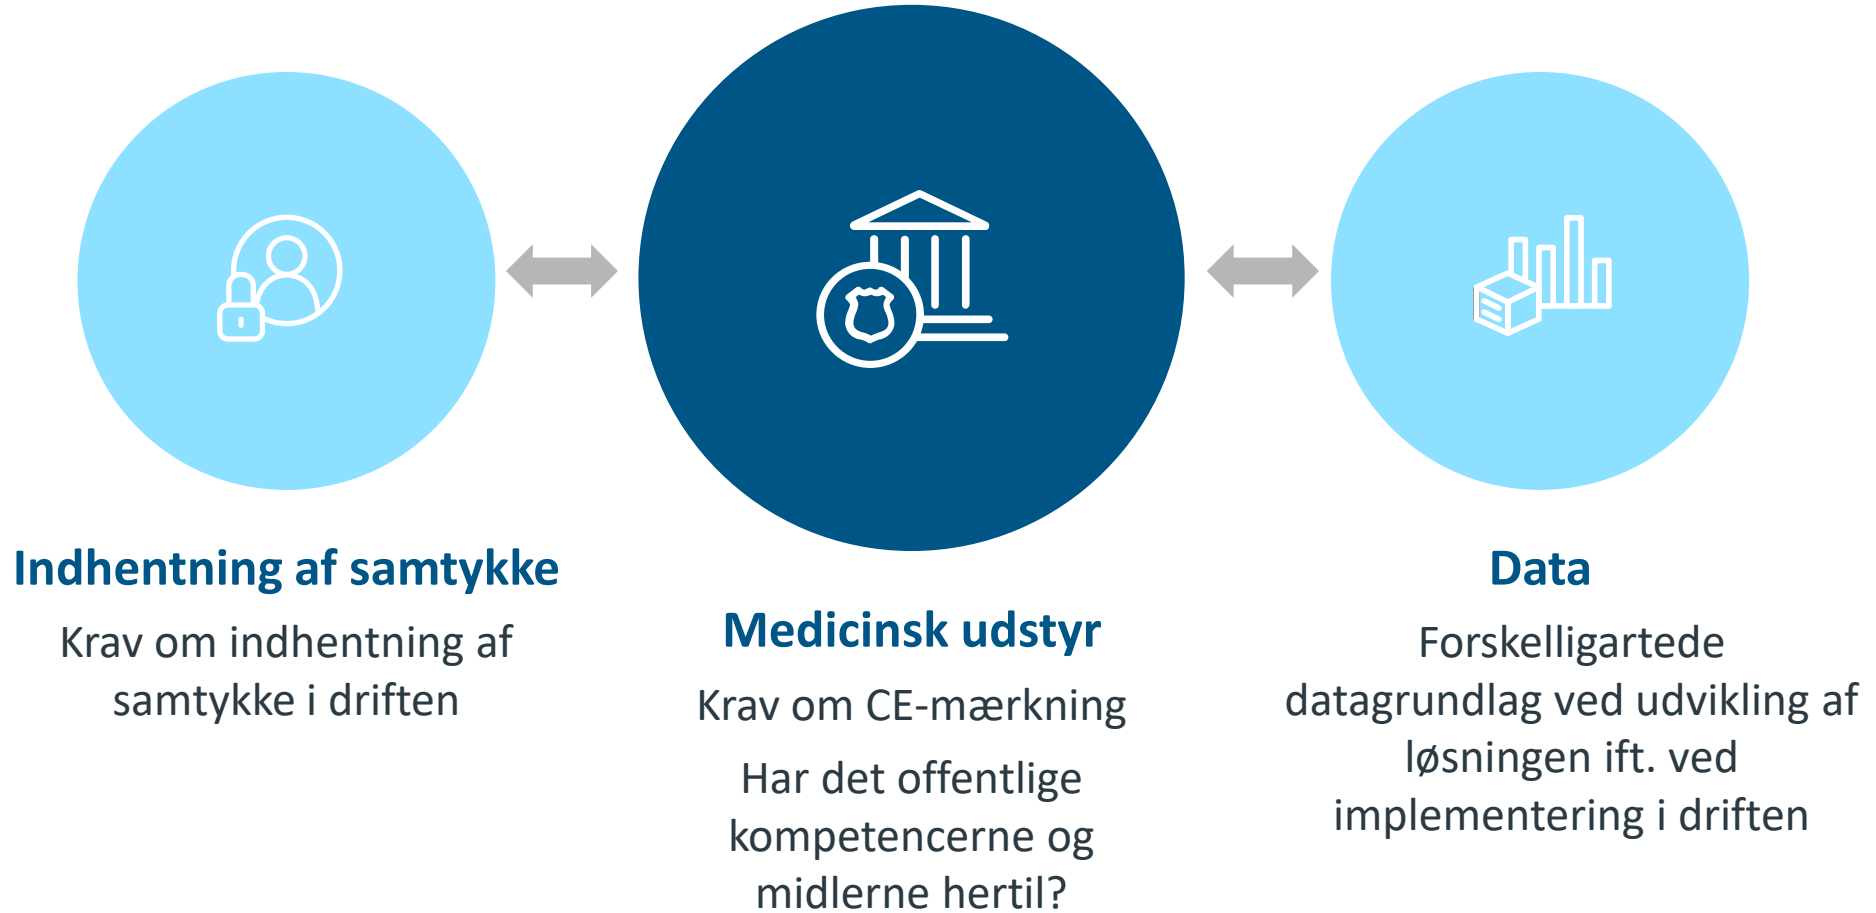 Indhentning af samtykke
Krav om indhentning af
samtykke i driften
Medicinsk udstyr
Krav om CE-mærkning
Har det offentlige
kompetencerne og
midlerne hertil?
Data
Forskelligartede
datagrundlag ved udvikling af
løsningen ift. ved
implementering i driften